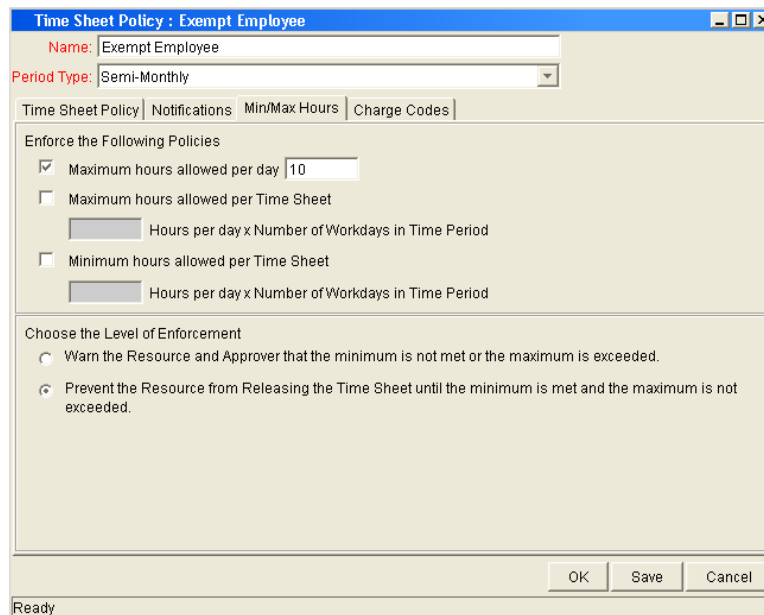 Time Sheet Policy : Exempt Employee
Name: Exempt Employee
Period Type: Semi-Monthly
Time Sheet Policy Notifications Min/Max Hours Charge Codes
Enforce the Following Policies
Maximum hours allowed per day 10
Maximum hours allowed per Time Sheet
Hours per day x Number of Workdays in Time Period
Minimum hours allowed per Time Sheet
Hours per day x Number of Workdays in Time Period
Choose the Level of Enforcement
Warn the Resource and Approver that the minimum is not met or the maximum is exceeded.
Prevent the Resource from Releasing the Time Sheet until the minimum is met and the maximum is not
exceeded.
OK Save Cancel
Ready